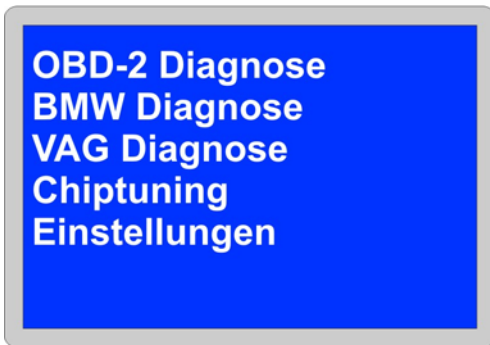 OBD-2 Diagnose
BMW Diagnose
VAG Diagnose
Chiptuning
Einstellungen